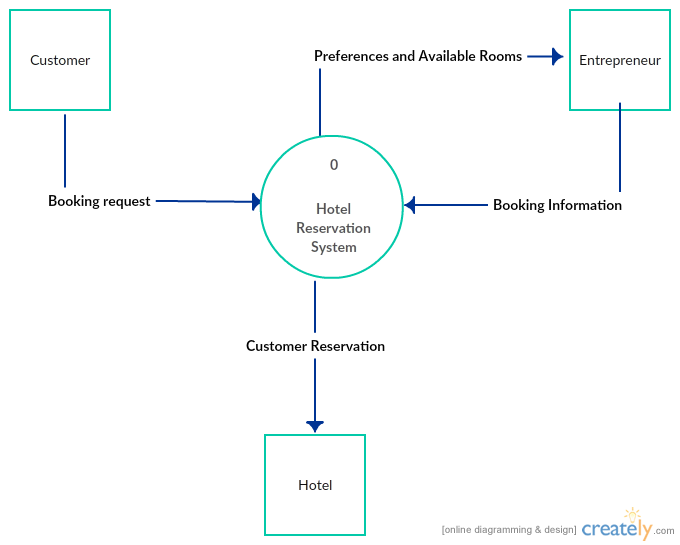 Customer
Preferences and Available Rooms
Entrepreneur
0
Hotel
Reservation
System
Booking request
Booking Information
Customer Reservation
Hotel
[online diagramming & design] creately.com